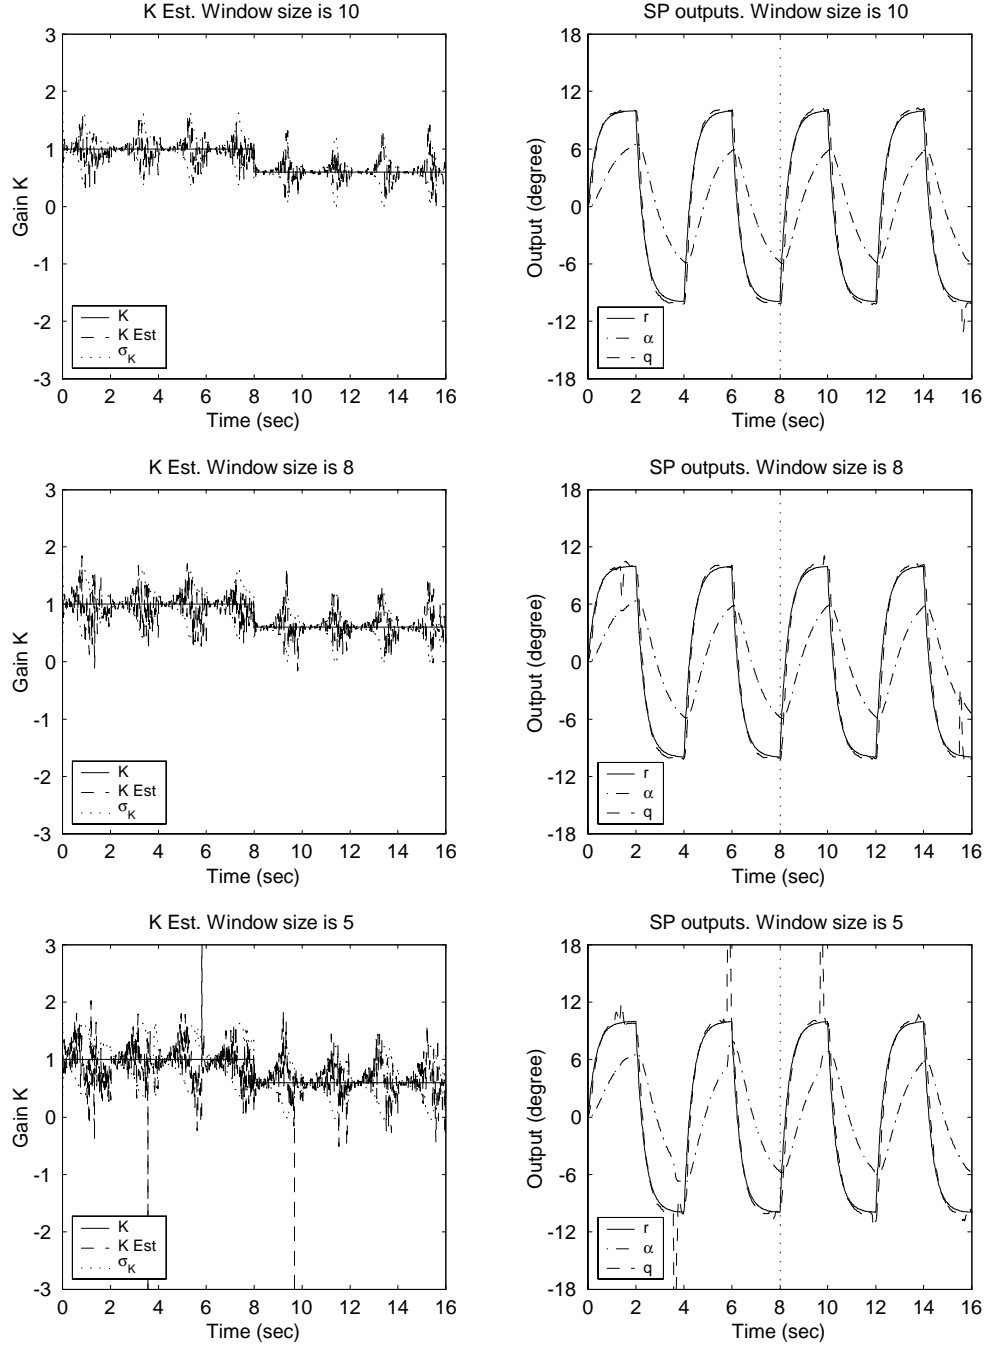 K Est. Window size is 10
3
2
1
0
-1
-2
-3
Gain K
K
K Est
σK
0 2 4 6 8 10 12 14 16
Time (sec)
SP outputs. Window size is 10
18
12
6
0
-6
-12
-18
Output (degree)
r
α
q
0 2 4 6 8 10 12 14 16
Time (sec)
K Est. Window size is 8
3
2
1
0
-1
-2
-3
Gain K
K
K Est
σK
0 2 4 6 8 10 12 14 16
Time (sec)
SP outputs. Window size is 8
18
12
6
0
-6
-12
-18
Output (degree)
r
α
q
0 2 4 6 8 10 12 14 16
Time (sec)
K Est. Window size is 5
3
2
1
0
-1
-2
-3
Gain K
K
K Est
σK
0 2 4 6 8 10 12 14 16
Time (sec)
SP outputs. Window size is 5
18
12
6
0
-6
-12
-18
Output (degree)
r
α
q
0 2 4 6 8 10 12 14 16
Time (sec)